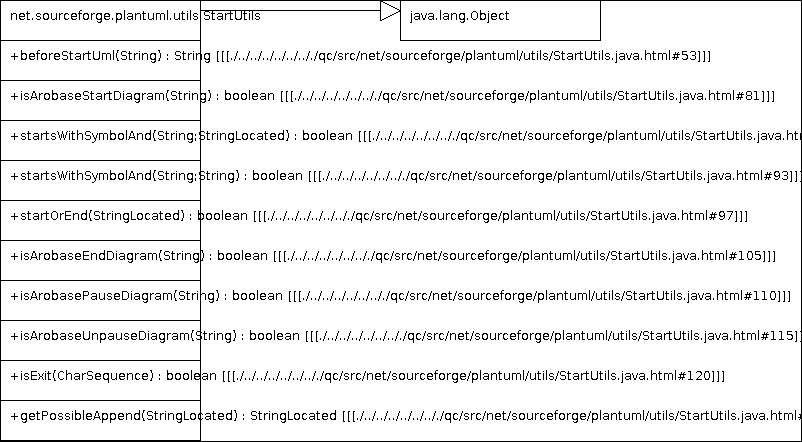 net.sourceforge.plantuml.utils.StartUtils
java.lang.Object
+beforeStartUml(String) : String [[[./../../../../../../qc/src/net/sourceforge/plantuml/utils/StartUtils.java.html#53]]]
+isArobaseStartDiagram(String) : boolean [[[./../../../../../../qc/src/net/sourceforge/plantuml/utils/StartUtils.java.html#81]]]
+startsWithSymbolAnd(String;StringLocated) : boolean [[[./../../../../../../qc/src/net/sourceforge/plantuml/utils/StartUtils.java.htm
+startsWithSymbolAnd(String;String) : boolean [[[./../../../../../../qc/src/net/sourceforge/plantuml/utils/StartUtils.java.html#93]]]
+startOrEnd(StringLocated) : boolean [[[./../../../../../../qc/src/net/sourceforge/plantuml/utils/StartUtils.java.html#97]]]
+isArobaseEndDiagram(String) : boolean [[[./../../../../../../qc/src/net/sourceforge/plantuml/utils/StartUtils.java.html#105]]]
+isArobasePauseDiagram(String) : boolean [[[./../../../../../../qc/src/net/sourceforge/plantuml/utils/StartUtils.java.html#110]]]
+isArobaseUnpauseDiagram(String) : boolean [[[./../../../../../../qc/src/net/sourceforge/plantuml/utils/StartUtils.java.html#115]]]
+isExit(CharSequence) : boolean [[[./../../../../../../qc/src/net/sourceforge/plantuml/utils/StartUtils.java.html#120]]]
+getPossibleAppend(StringLocated) : StringLocated [[[./../../../../../../qc/src/net/sourceforge/plantuml/utils/StartUtils.java.html#